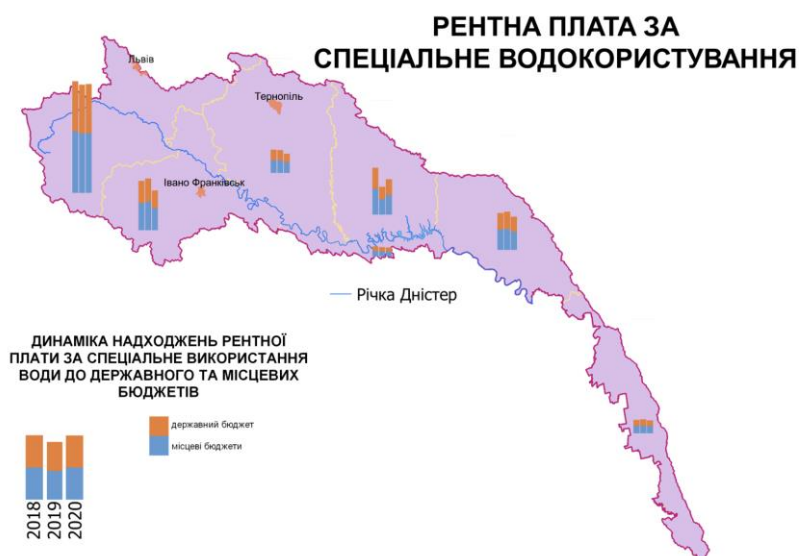 РЕНТНА ПЛАТА ЗА
СПЕЦІАЛЬНЕ ВОДОКОРИСТУВАННЯ
Львів
Тернопіль
Івано Франківськ
Річка Дністер
ДИНАМІКА НАДХОДЖЕНЬ РЕНТНОЇ
ПЛАТИ ЗА СПЕЦІАЛЬНЕ ВИКОРИСТАННЯ
ВОДИ ДО ДЕРЖАВНОГО ТА МІСЦЕВИХ
БЮДЖЕТІВ
державний бюджет
місцеві бюджети
2018
2019
2020